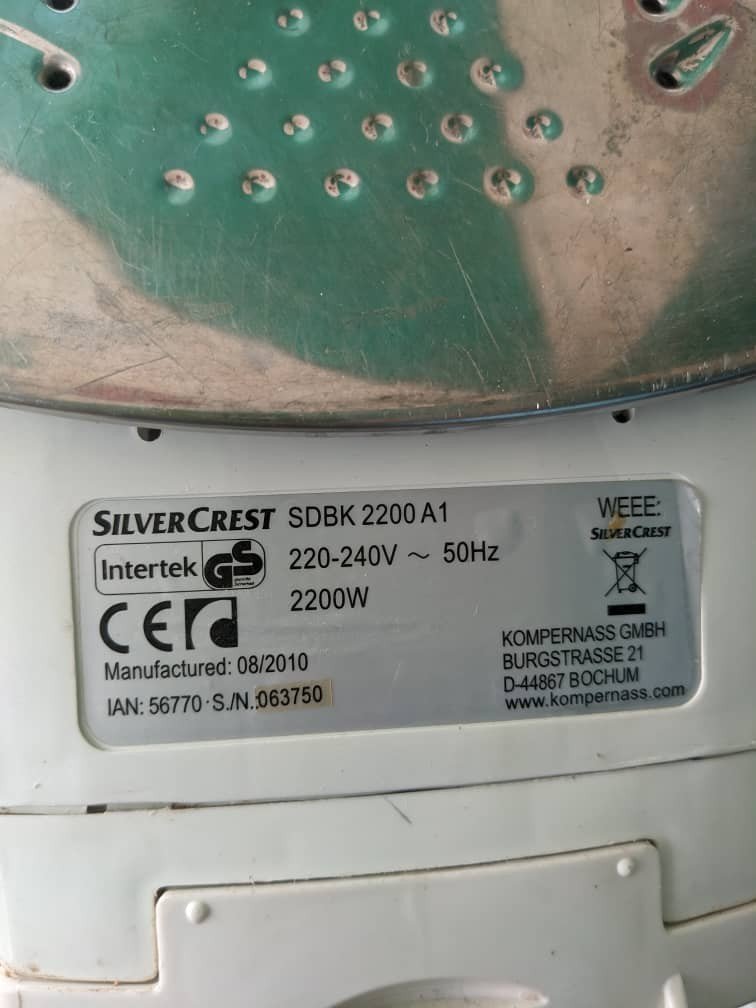 SILVERCREST SDBK 2200 A1
Intertek GS
220-240V ~ 50Hz
2200W
CE
Manufactured: 08/2010
IAN: 56770·S./N.:063750
WEEE:
SILVERCREST
KOMPERNASS GMBH
BURGSTRASSE 21
D-44867 BOCHUM
www.kompernass.com